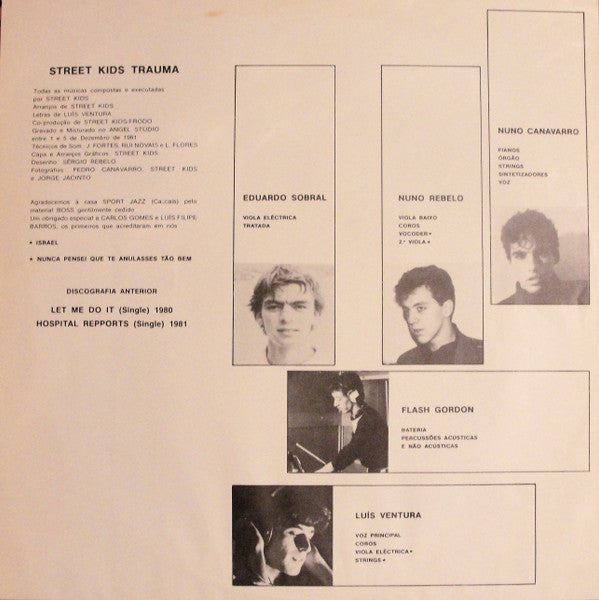 STREET KIDS TRAUMA
Todas as músicas compostas e executadas
por STREET KIDS
Arranjos de STREET KIDS
Letras de LUÍS VENTURA
Co-produção de STREET KIDS/FRODO
Gravado e Misturado no ANGEL STUDIO
entre 1 e 5 de Dezembro de 1981
Técnicos de Som: J. FORTES, RUI NOVAIS e L. FLORES
Capa e Arranjos Gráficos: STREET KIDS
Desenho: SÉRGIO REBELO
Fotografias: PEDRO CANAVARRO, STREET KIDS
e JORGE JACINTO
Agradecemos à casa SPORT JAZZ (Cascais) pelo
material BOSS gentilmente cedido
Um obrigado especial a CARLOS GOMES e LUÍS FILIPE
BARROS, os primeiros que acreditaram em nós
• ISRAEL
★ NUNCA PENSEI QUE TE ANULASSES TÃO BEM
DISCOGRAFIA ANTERIOR
LET ME DO IT (Single) 1980
HOSPITAL REPPORTS (Single) 1981
EDUARDO SOBRAL
VIOLA ELÉCTRICA
TRATADA
NUNO REBELO
VIOLA BAIXO
COROS
VOCODER★
2.ª VIOLA•
NUNO CANAVARRO
PIANOS
ÓRGÃO
STRINGS
SINTETIZADORES
VOZ
FLASH GORDON
BATERIA
PERCUSSÕES ACÚSTICAS
E NÃO ACÚSTICAS
LUÍS VENTURA
VOZ PRINCIPAL
COROS
VIOLA ELÉCTRICA•
STRINGS•